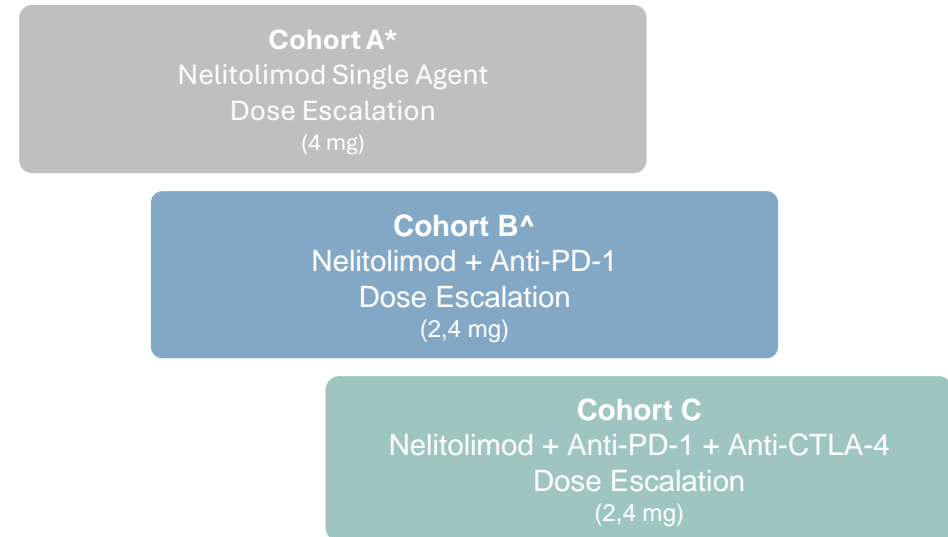 Cohort A*
Nelitolimod Single Agent
Dose Escalation
(4 mg)
Cohort B^
Nelitolimod + Anti-PD-1
Dose Escalation
(2,4 mg)
Cohort C
Nelitolimod + Anti-PD-1 + Anti-CTLA-4
Dose Escalation
(2,4 mg)